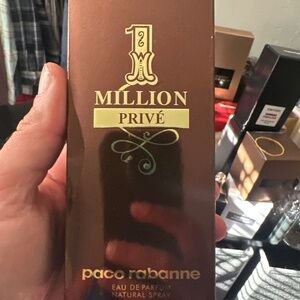 1
MILLION
PRIVÉ
paco rabanne
EAU DE PARFUM
NATURAL SPRAY